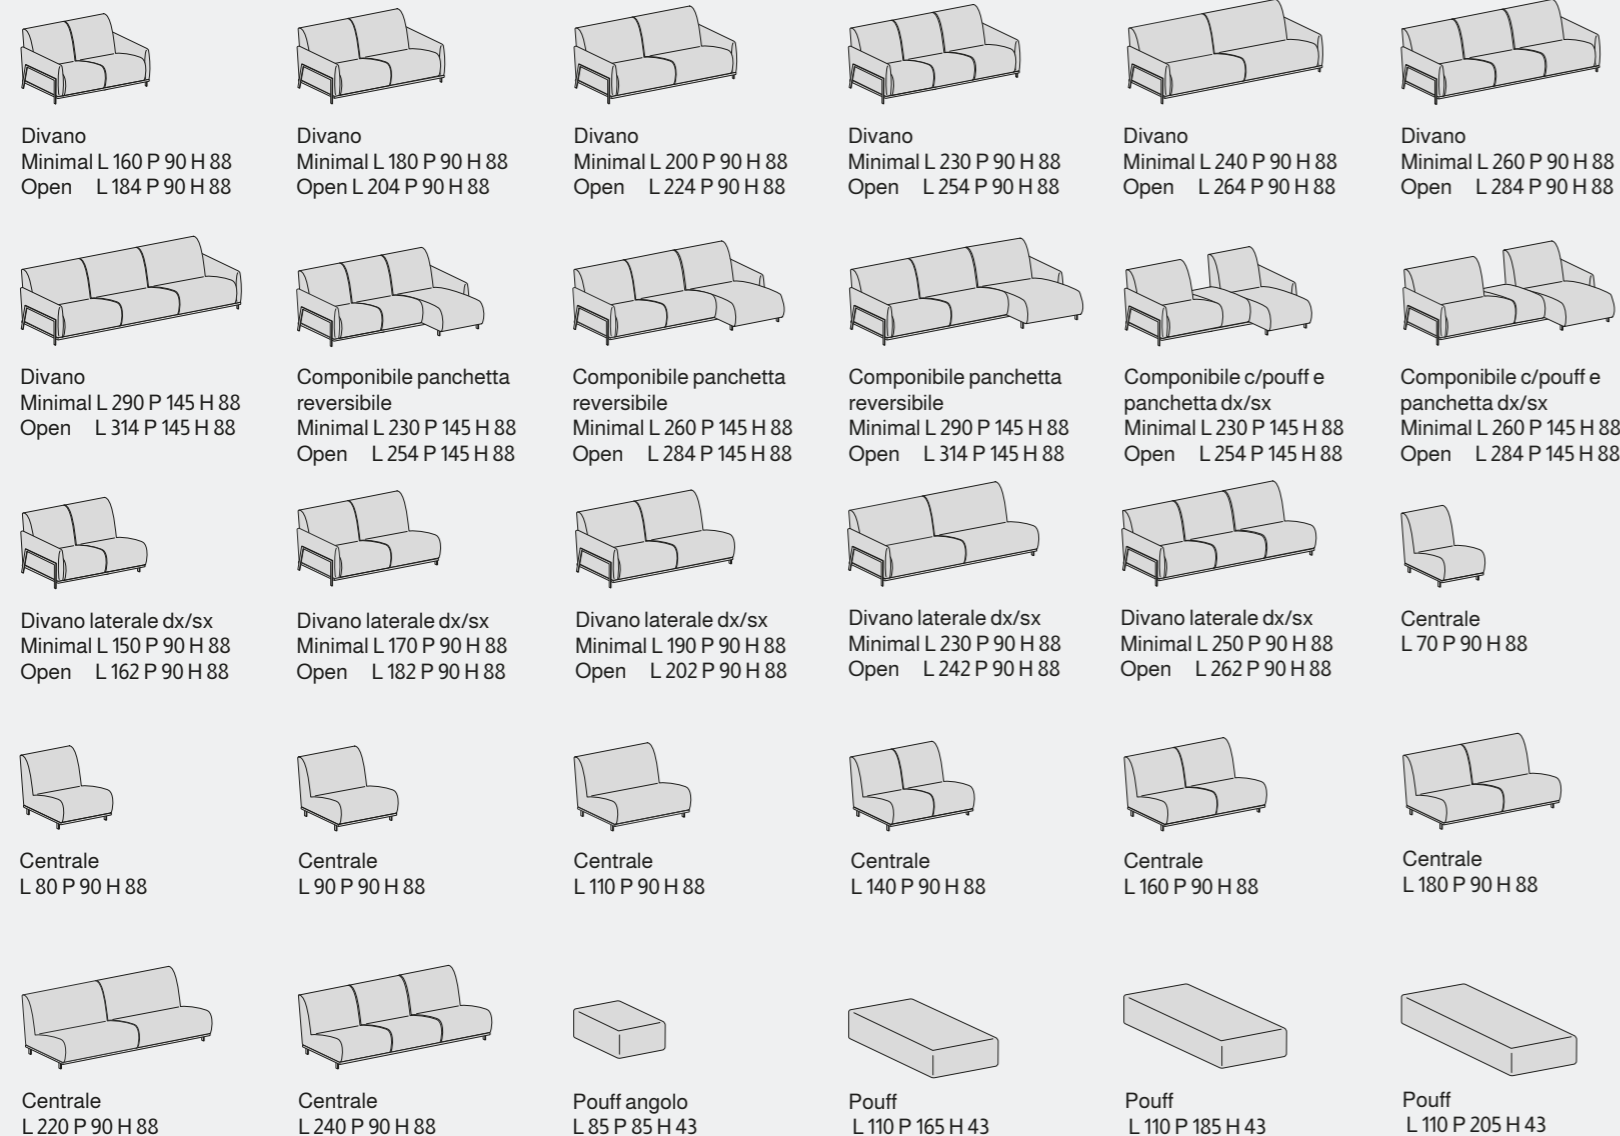 Divano
Minimal L 160 P 90 H 88
Open L 184 P 90 H 88
Divano
Minimal L 180 P 90 H 88
Open L 204 P 90 H 88
Divano
Minimal L 200 P 90 H 88
Open L 224 P 90 H 88
Divano
Minimal L 230 P 90 H 88
Open L 254 P 90 H 88
Divano
Minimal L 240 P 90 H 88
Open L 264 P 90 H 88
Divano
Minimal L 260 P 90 H 88
Open L 284 P 90 H 88
Divano
Minimal L 290 P 145 H 88
Open L 314 P 145 H 88
Componibile panchetta
reversibile
Minimal L 230 P 145 H 88
Open L 254 P 145 H 88
Componibile panchetta
reversibile
Minimal L 260 P 145 H 88
Open L 284 P 145 H 88
Componibile panchetta
reversibile
Minimal L 290 P 145 H 88
Open L 314 P 145 H 88
Componibile c/pouff e
panchetta dx/sx
Minimal L 230 P 145 H 88
Open L 254 P 145 H 88
Componibile c/pouff e
panchetta dx/sx
Minimal L 260 P 145 H 88
Open L 284 P 145 H 88
Divano laterale dx/sx
Minimal L 150 P 90 H 88
Open L 162 P 90 H 88
Divano laterale dx/sx
Minimal L 170 P 90 H 88
Open L 182 P 90 H 88
Divano laterale dx/sx
Minimal L 190 P 90 H 88
Open L 202 P 90 H 88
Divano laterale dx/sx
Minimal L 230 P 90 H 88
Open L 242 P 90 H 88
Divano laterale dx/sx
Minimal L 250 P 90 H 88
Open L 262 P 90 H 88
Centrale
L 70 P 90 H 88
Centrale
L 80 P 90 H 88
Centrale
L 90 P 90 H 88
Centrale
L 110 P 90 H 88
Centrale
L 140 P 90 H 88
Centrale
L 160 P 90 H 88
Centrale
L 180 P 90 H 88
Centrale
L 220 P 90 H 88
Centrale
L 240 P 90 H 88
Pouff angolo
L 85 P 85 H 43
Pouff
L 110 P 165 H 43
Pouff
L 110 P 185 H 43
Pouff
L 110 P 205 H 43